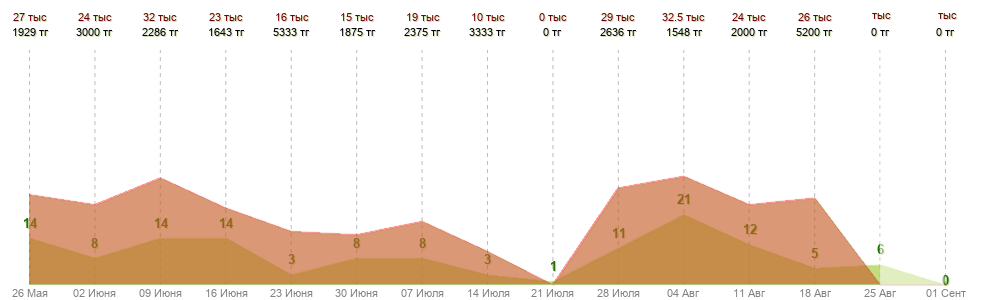 27 тыс 24 тыс 32 тыс 23 тыс 16 тыс 15 тыс 19 тыс 10 тыс 0 тыс 29 тыс 32.5 тыс 24 тыс 26 тыс тыс тыс
1929 тг 3000 тг 2286 тг 1643 тг 5333 тг 1875 тг 2375 тг 3333 тг 0 тг 2636 тг 1548 тг 2000 тг 5200 тг 0 тг 0 тг
14 8 14 14 3 8 8 3 1 11 21 12 5 6 0
26 Мая 02 Июня 09 Июня 16 Июня 23 Июня 30 Июня 07 Июля 14 Июля 21 Июля 28 Июля 04 Авг 11 Авг 18 Авг 25 Авг 01 Сент